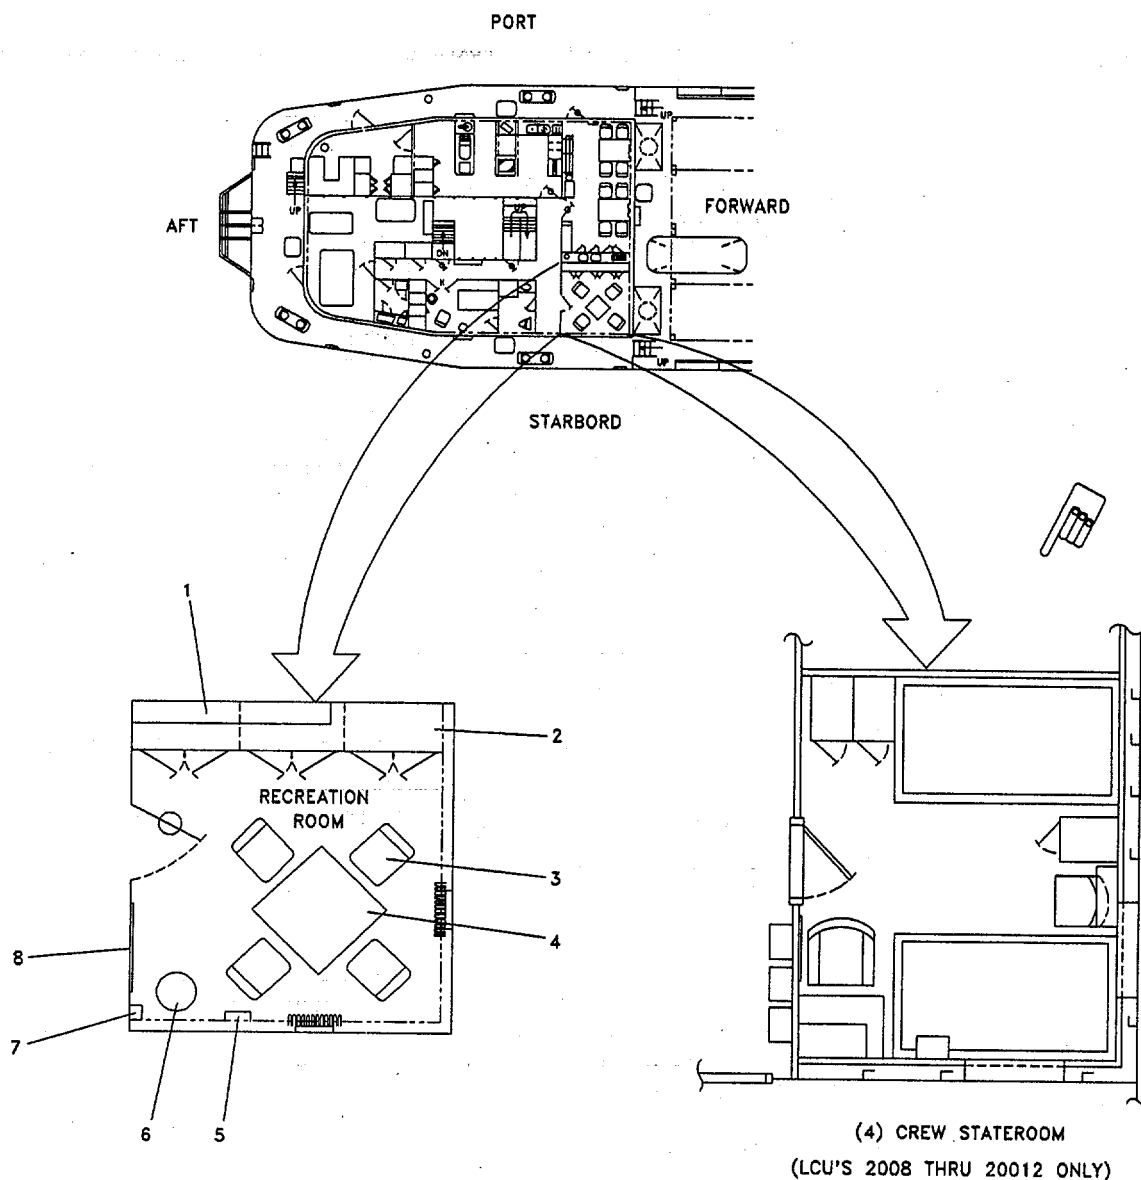 PORT
UP
UP
UP
FORWARD
AFT
DN
UP
STARBORD
1
2
RECREATION
ROOM
3
4
8
7
6
5
(4) CREW STATEROOM
(LCU'S 2008 THRU 20012 ONLY)